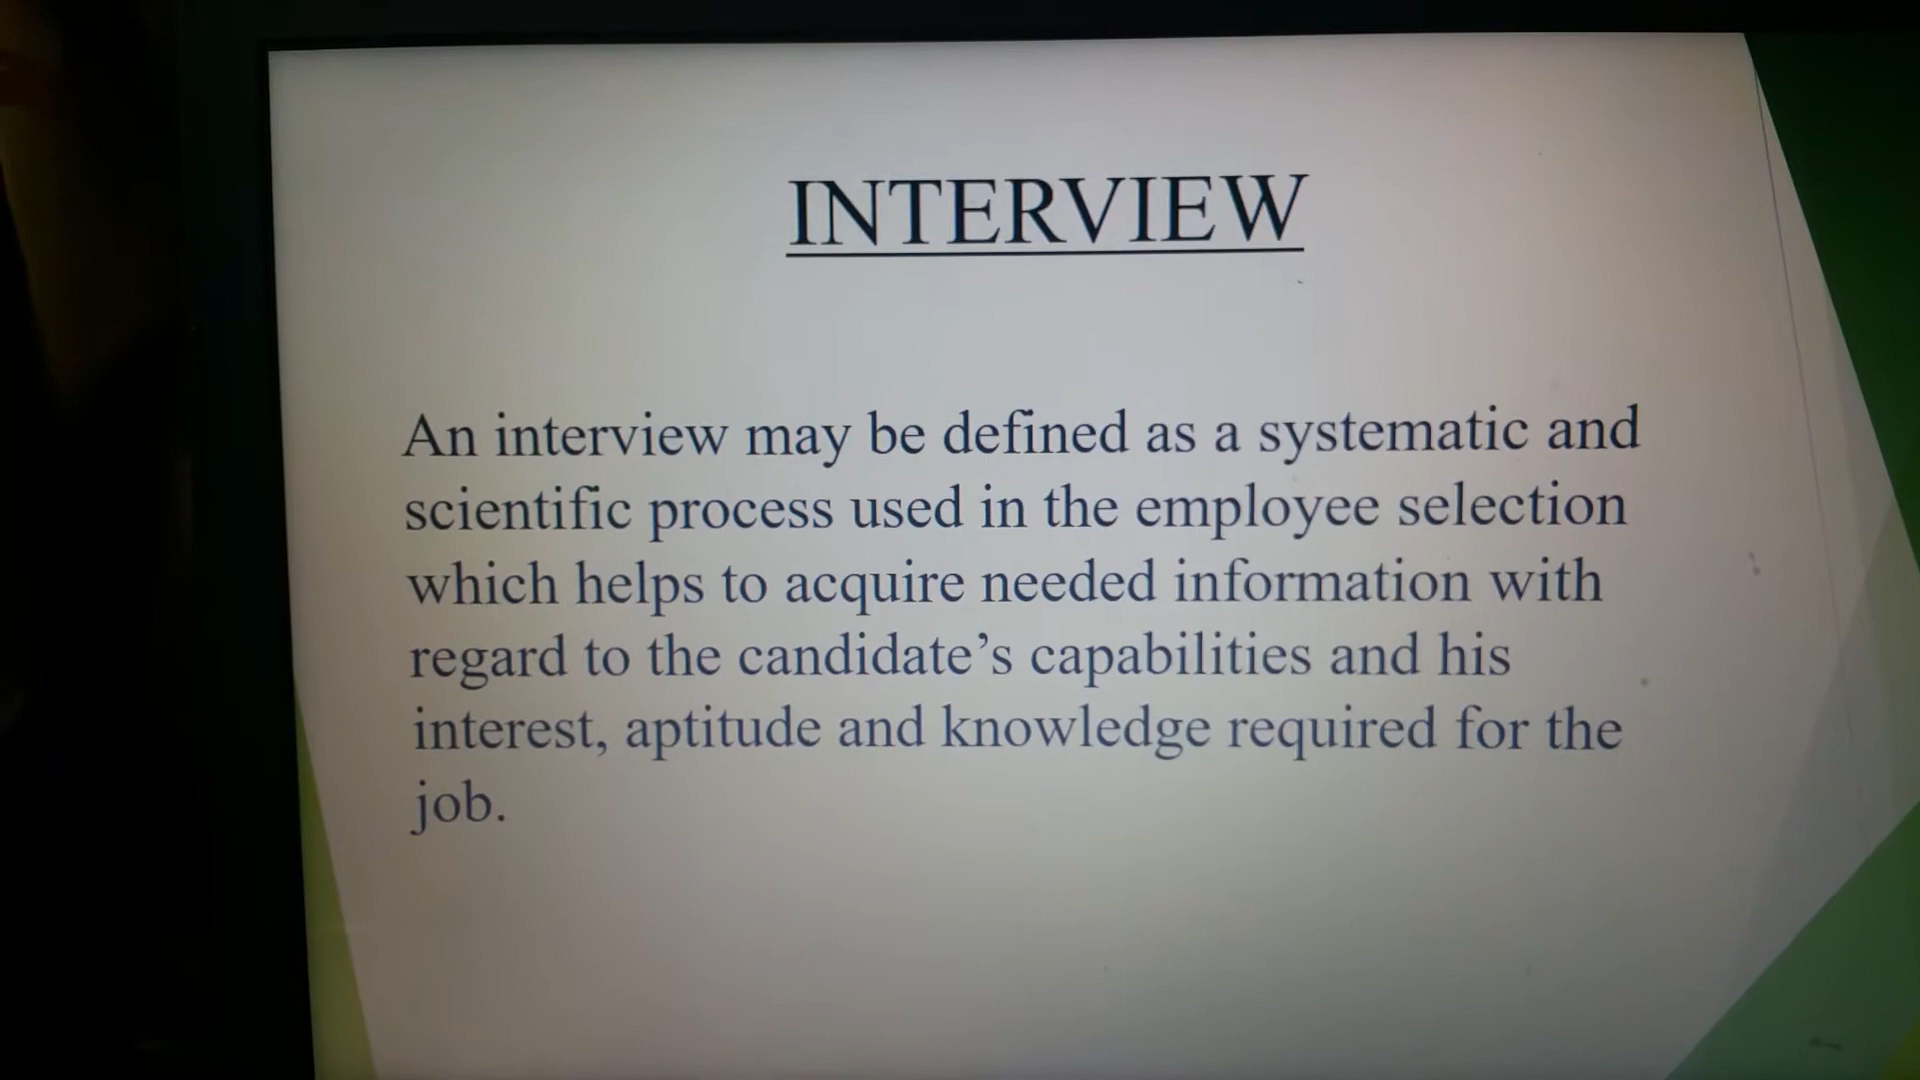 INTERVIEW
An interview may be defined as a systematic and
scientific process used in the employee selection
which helps to acquire needed information with
regard to the candidate’s capabilities and his
interest, aptitude and knowledge required for the
job.